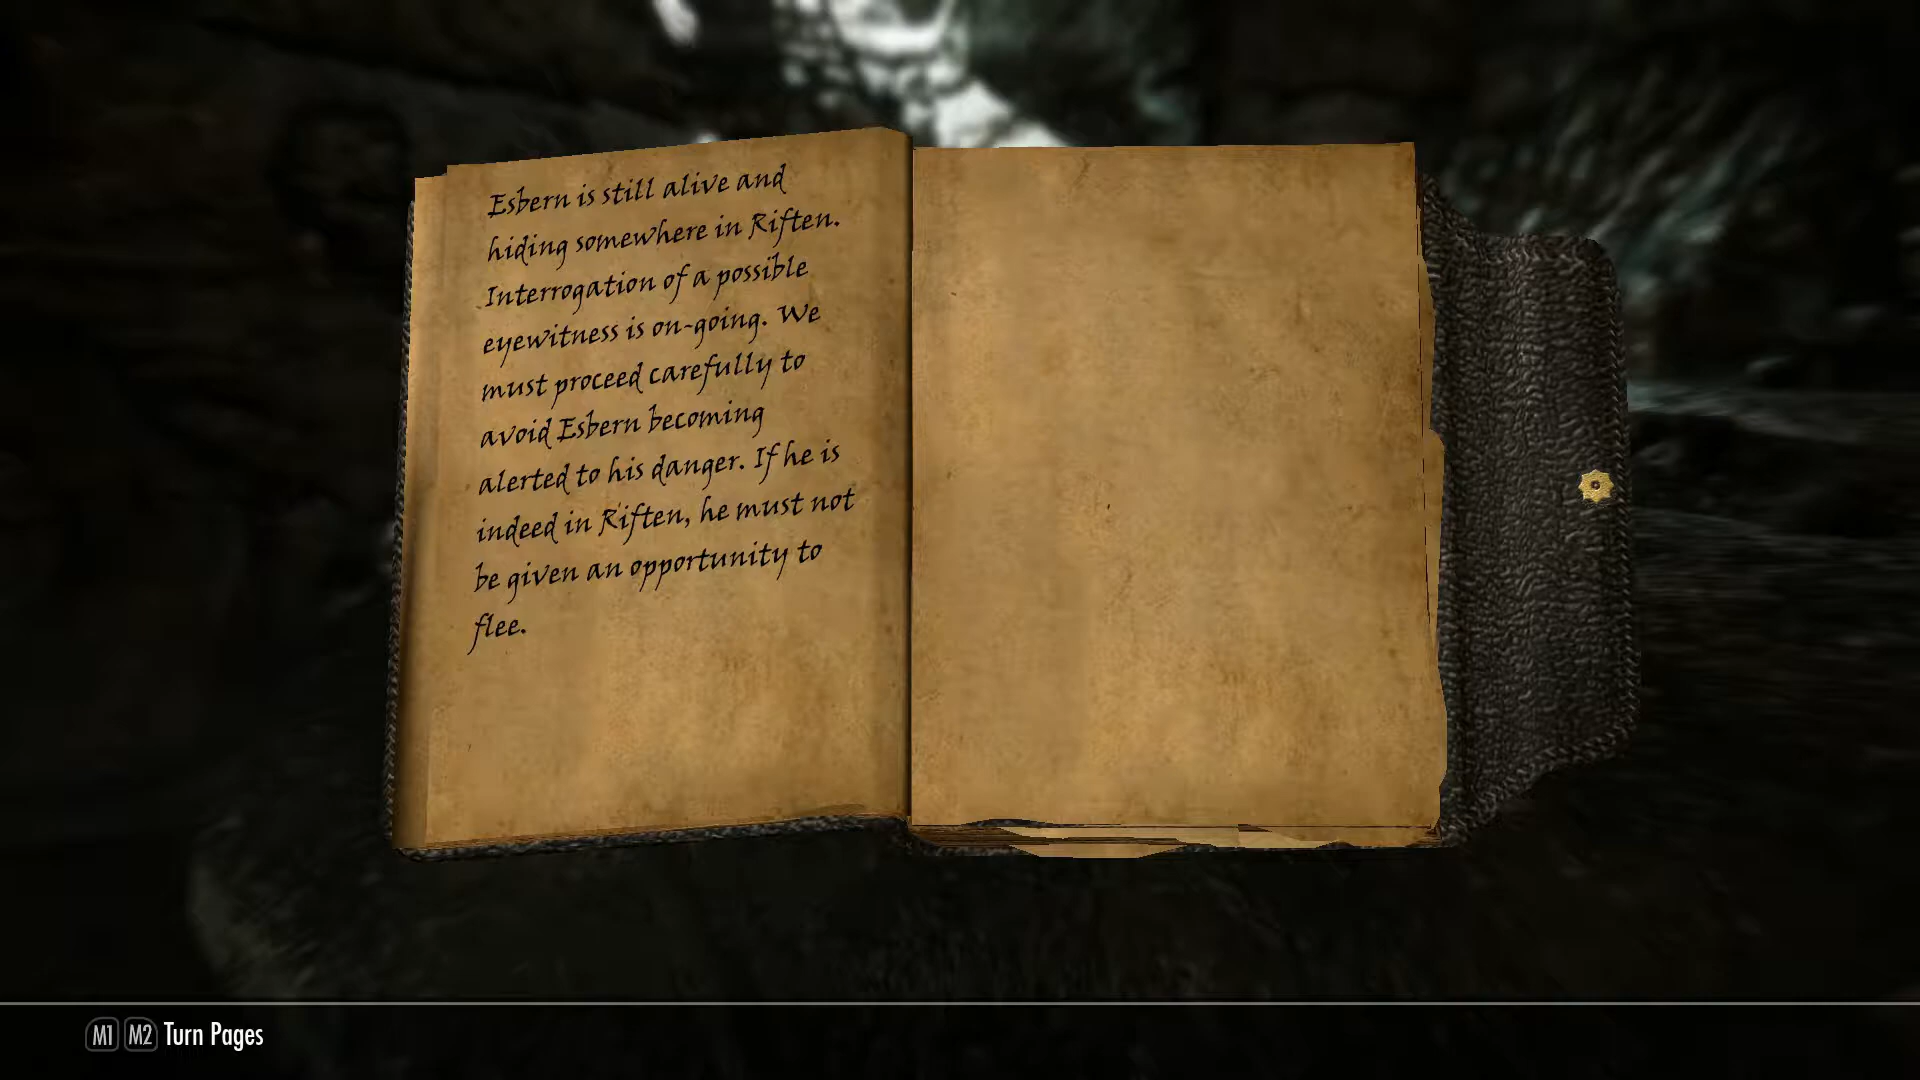 Esbern is still alive and
hiding somewhere in Riften.
Interrogation of a possible
eyewitness is on-going. We
must proceed carefully to
avoid Esbern becoming
alerted to his danger. If he is
indeed in Riften, he must not
be given an opportunity to
flee.
M1 M2 Turn Pages